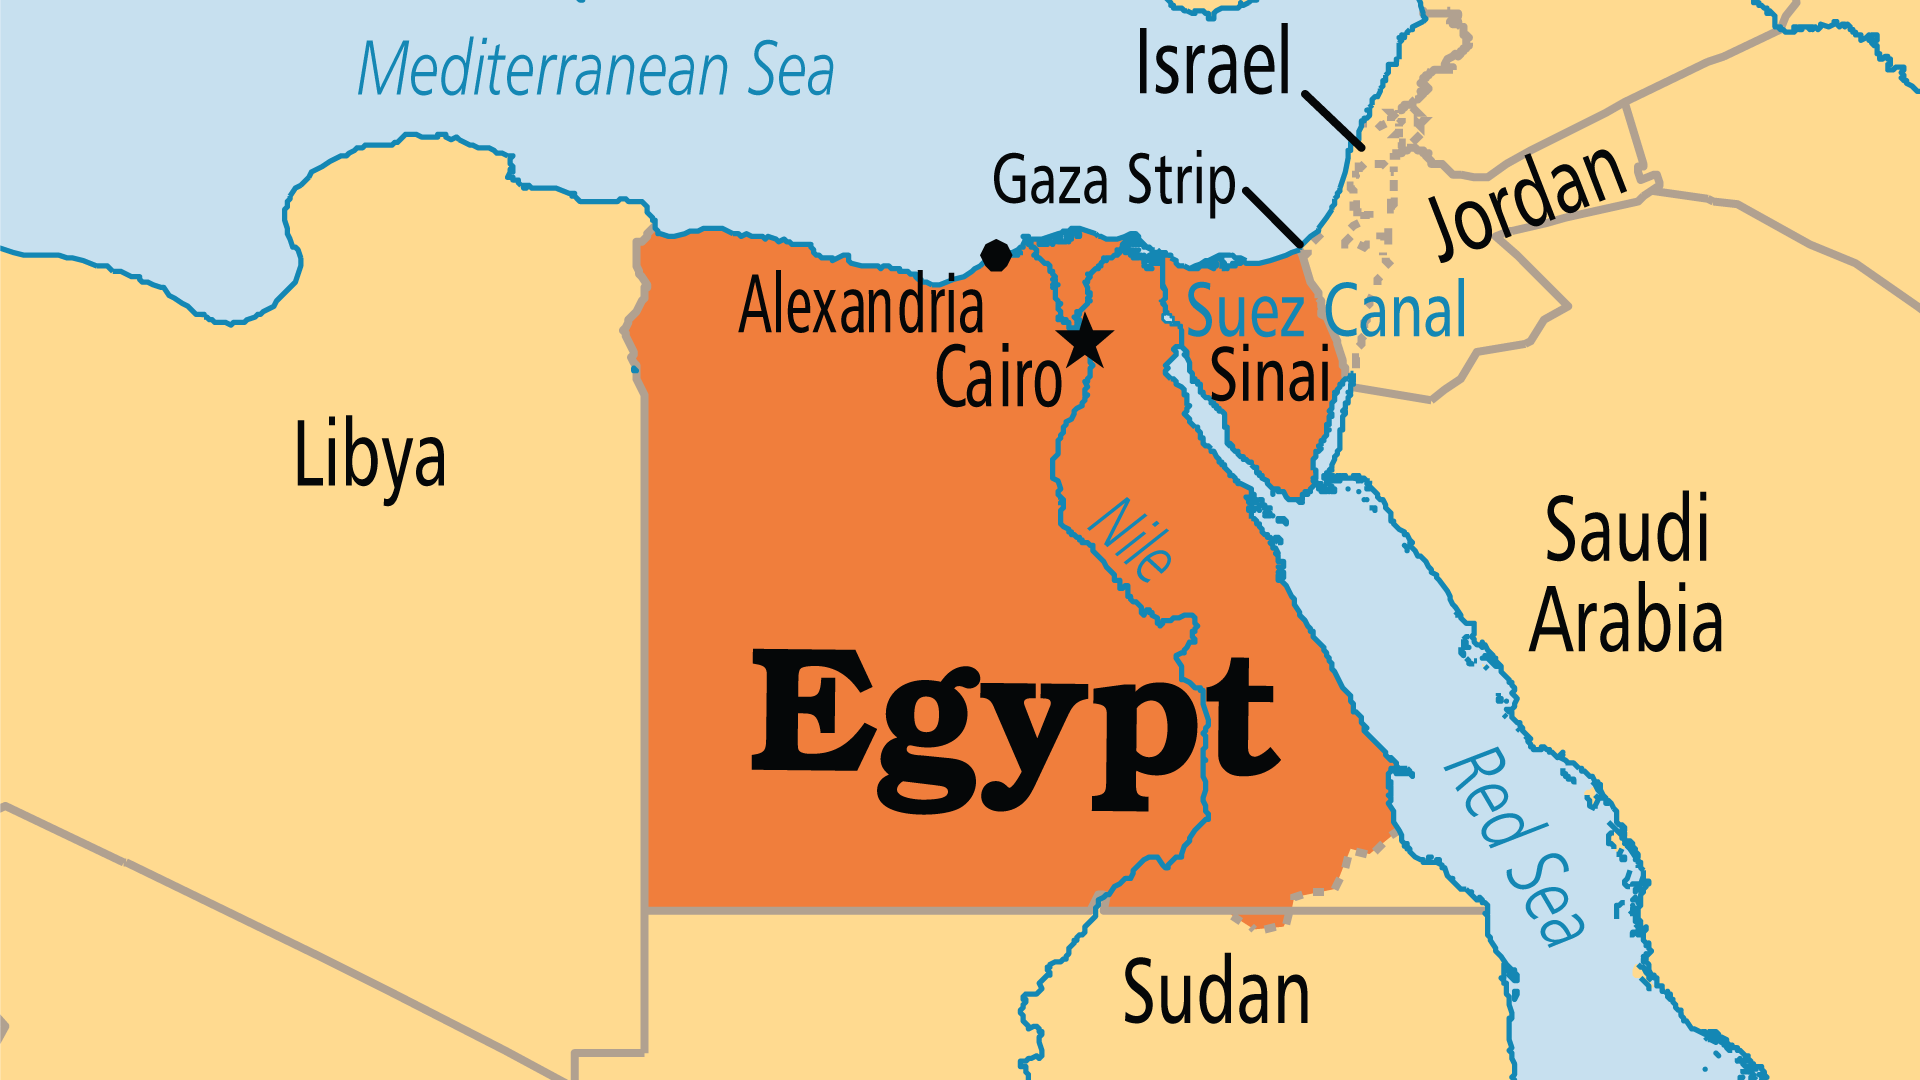 Mediterranean Sea
Israel
Gaza Strip
Jordan
Alexandria
Suez Canal
Cairo
Sinai
Libya
Nile
Saudi
Arabia
Egypt
Red Sea
Sudan